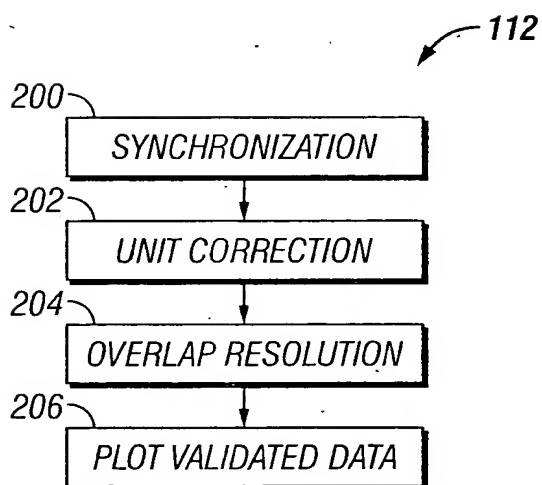 112
200
SYNCHRONIZATION
202
UNIT CORRECTION
204
OVERLAP RESOLUTION
206
PLOT VALIDATED DATA